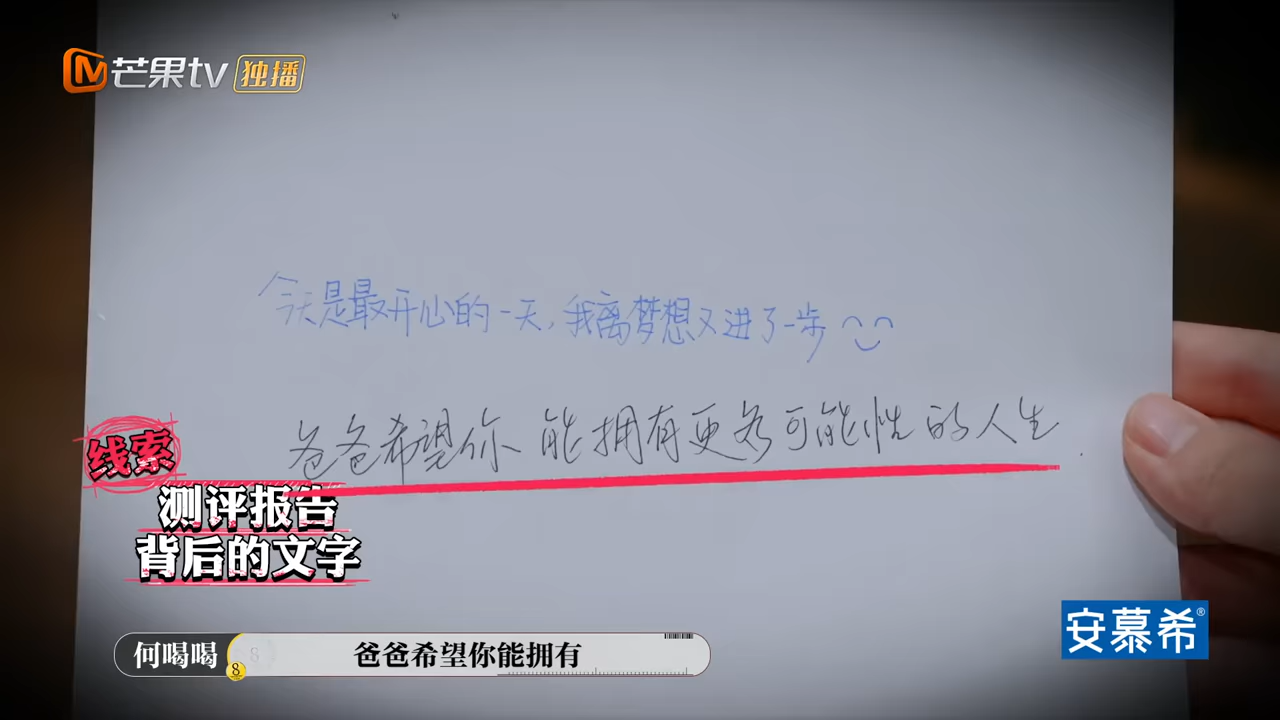 芒果tv 独播
今天是最开心的一天,我离梦想又进了一步
爸爸希望你能拥有更多可能性的人生
线索
测评报告
背后的文字
何喝喝 8 爸爸希望你能拥有
安慕希®